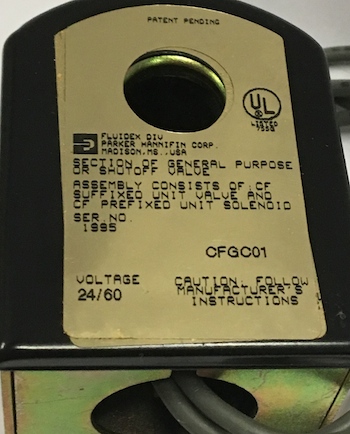 PATENT PENDING
UL
LISTED
FLUIDEX DIV
PARKER HANNIFIN CORP.
MADISON, MS., USA
SECTION OF GENERAL PURPOSE
OR SHUTOFF VALVE
ASSEMBLY CONSISTS OF CF
SUFFIXED UNIT VALVE AND
CF PREFIXED UNIT SOLENOID
SER. NO.
1995
CFGC01
VOLTAGE
24/60
CAUTION, FOLLOW
MANUFACTURER'S
INSTRUCTIONS